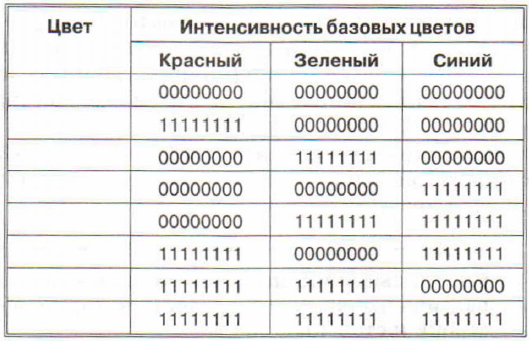 Цвет Интенсивность базовых цветов
Красный Зеленый Синий
00000000 00000000 00000000
11111111 00000000 00000000
00000000 11111111 00000000
00000000 00000000 11111111
00000000 11111111 11111111
11111111 00000000 11111111
11111111 11111111 00000000
11111111 11111111 11111111